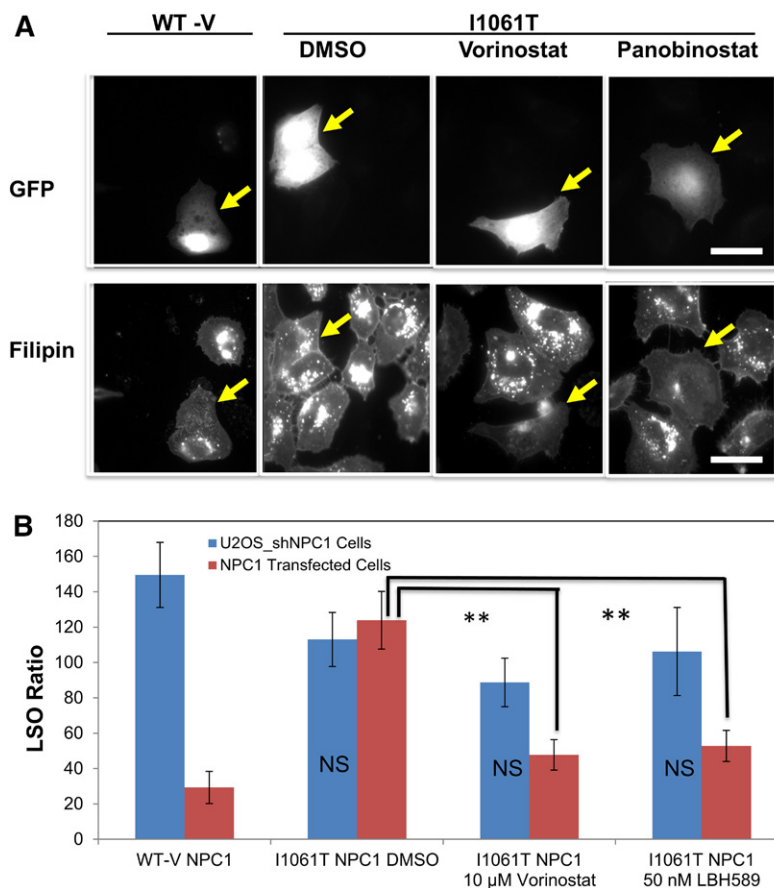 A
WT -V
I1061T
DMSO
Vorinostat
Panobinostat
GFP
Filipin
B
180
160
140
120
100
80
60
40
20
0
LSO Ratio
U2OS_shNPC1 Cells
NPC1 Transfected Cells
**
**
NS
NS
NS
WT-V NPC1
I1061T NPC1 DMSO
I1061T NPC1
10 µM Vorinostat
I1061T NPC1
50 nM LBH589